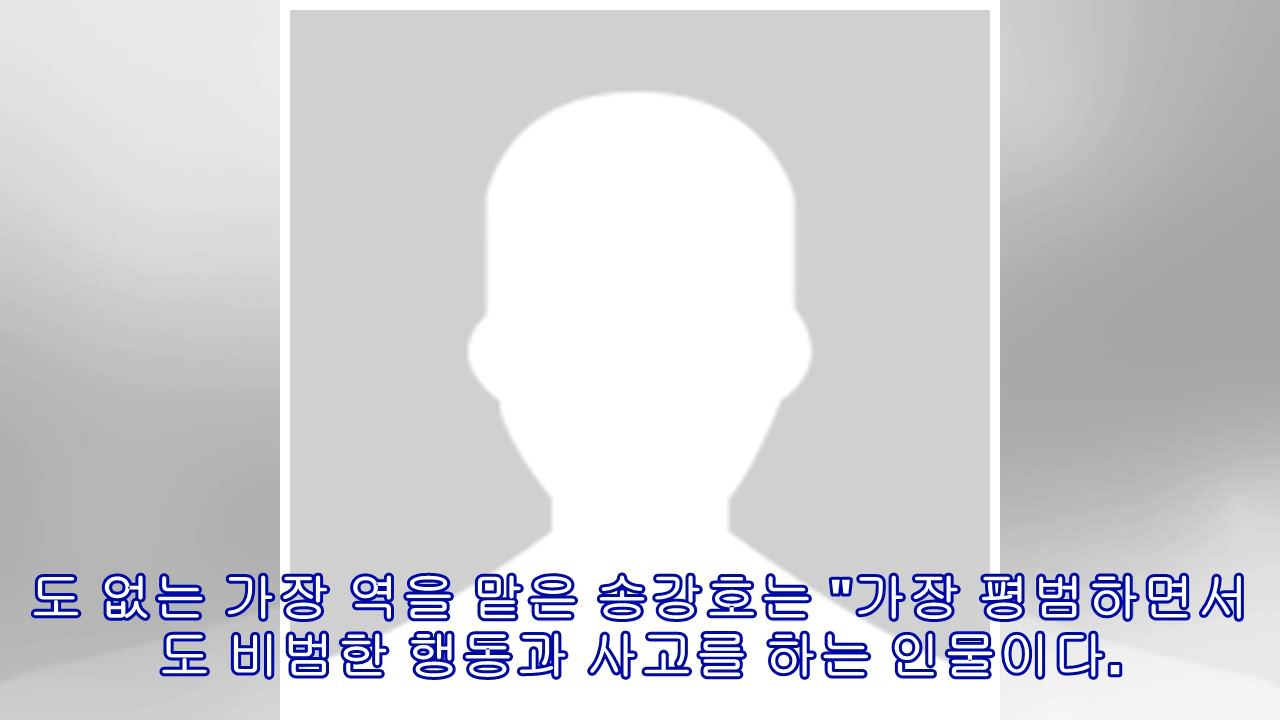 도 없는 가장 역을 맡은 송강호는 "가장 평범하면서
도 비범한 행동과 사고를 하는 인물이다.